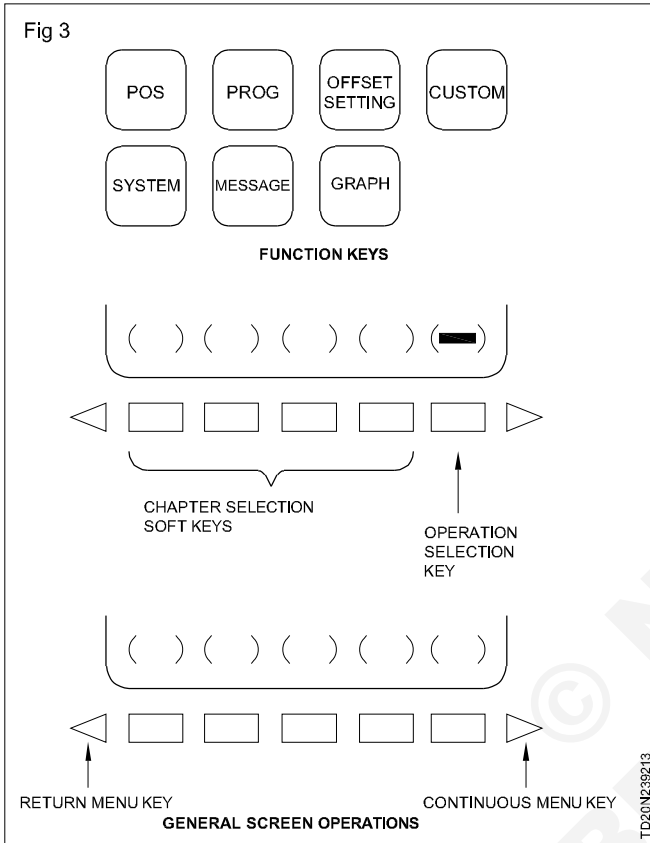 Fig 3
POS PROG OFFSET SETTING CUSTOM
SYSTEM MESSAGE GRAPH
FUNCTION KEYS
( ) ( ) ( ) ( ) ( )
CHAPTER SELECTION
SOFT KEYS
OPERATION
SELECTION
KEY
( ) ( ) ( ) ( ) ( )
RETURN MENU KEY
CONTINUOUS MENU KEY
GENERAL SCREEN OPERATIONS
TD20N239213
©